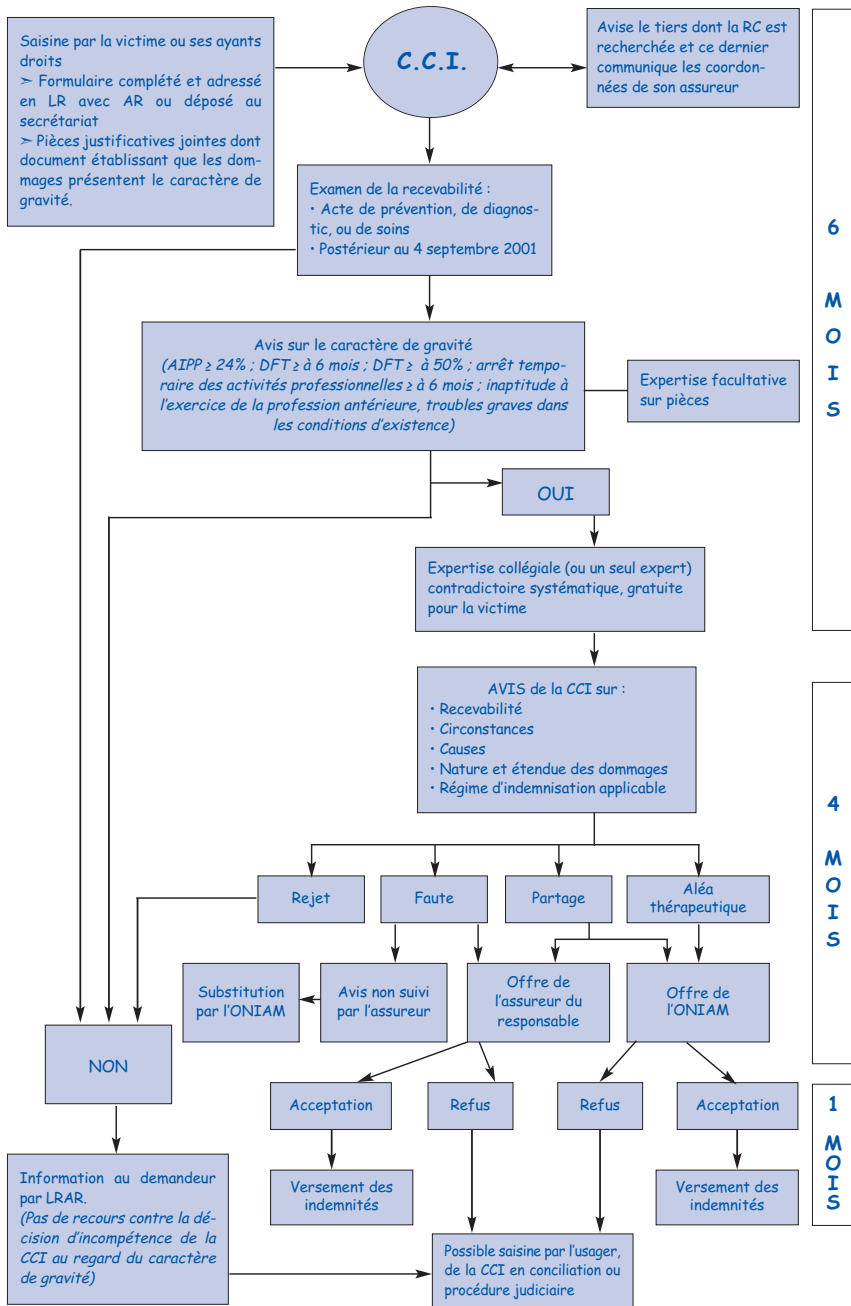 Saisine par la victime ou ses ayants
droits
➣ Formulaire complété et adressé
en LR avec AR ou déposé au
secrétariat
➣ Pièces justificatives jointes dont
document établissant que les dom-
mages présentent le caractère de
gravité.
C.C.I.
Avise le tiers dont la RC est
recherchée et ce dernier
communique les coordon-
nées de son assureur
Examen de la recevabilité :
• Acte de prévention, de diagnos-
tic, ou de soins
• Postérieur au 4 septembre 2001
Avis sur le caractère de gravité
(AIPP ≥ 24% ; DFT ≥ à 6 mois ; DFT ≥ à 50% ; arrêt tempo-
raire des activités professionnelles ≥ à 6 mois ; inaptitude à
l'exercice de la profession antérieure, troubles graves dans
les conditions d'existence)
Expertise facultative
sur pièces
OUI
Expertise collégiale (ou un seul expert)
contradictoire systématique, gratuite
pour la victime
6
M
O
I
S
AVIS de la CCI sur :
• Recevabilité
• Circonstances
• Causes
• Nature et étendue des dommages
• Régime d'indemnisation applicable
Rejet
Faute
Partage
Aléa
thérapeutique
Substitution
par l'ONIAM
Avis non suivi
par l'assureur
Offre de
l'assureur du
responsable
Offre de
l'ONIAM
4
M
O
I
S
NON
Acceptation
Refus
Refus
Acceptation
Versement des
indemnités
Versement des
indemnités
1
M
O
I
S
Information au demandeur
par LRAR.
(Pas de recours contre la dé-
cision d'incompétence de la
CCI au regard du caractère
de gravité)
Possible saisine par l'usager,
de la CCI en conciliation ou
procédure judiciaire